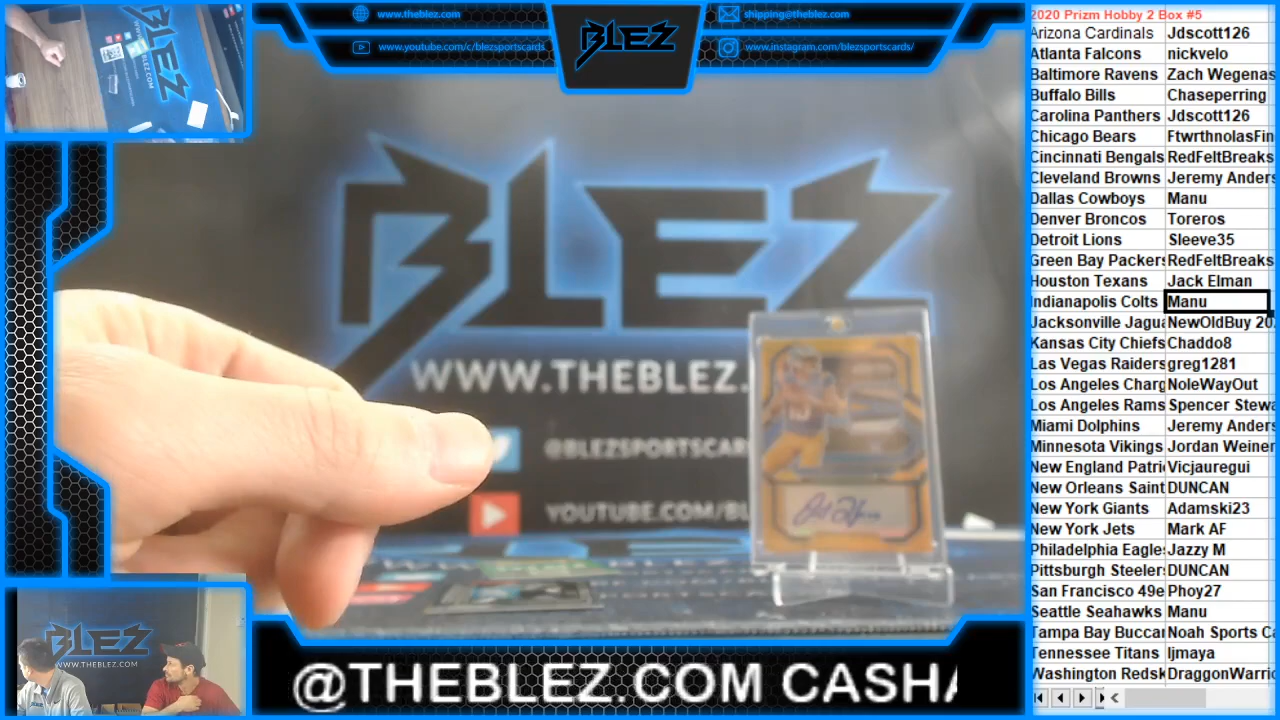 www.theblez.com
www.youtube.com/c/blezsportscards
BLEZ
shipping@theblez.com
www.instagram.com/blezsportscards/
BLEZ
.COM
BLEZ
WWW.THEBLEZ.
@BLEZSPORTSCAR
YOUTUBE.COM/BL
BLEZ
WWW.THEBLEZ.COM
@THEBLEZ.COM CASHA
2020 Prizm Hobby 2 Box #5
Arizona Cardinals Jdscott126
Atlanta Falcons nickvelo
Baltimore Ravens Zach Wegenas
Buffalo Bills Chaseperring
Carolina Panthers Jdscott126
Chicago Bears FtwrthnolasFin
Cincinnati Bengals RedFeltBreaks
Cleveland Browns Jeremy Anders
Dallas Cowboys Manu
Denver Broncos Toreros
Detroit Lions Sleeve35
Green Bay Packers RedFeltBreaks
Houston Texans Jack Elman
Indianapolis Colts Manu
Jacksonville Jagua NewOldBuy 20
Kansas City Chiefs Chaddo8
Las Vegas Raiders greg1281
Los Angeles Charg NoleWayOut
Los Angeles Rams Spencer Stewa
Miami Dolphins Jeremy Anders
Minnesota Vikings Jordan Weiner
New England Patri Vicjauregui
New Orleans Saint DUNCAN
New York Giants Adamski23
New York Jets Mark AF
Philadelphia Eagle Jazzy M
Pittsburgh Steeler DUNCAN
San Francisco 49e Phoy27
Seattle Seahawks Manu
Tampa Bay Buccar Noah Sports Ca
Tennessee Titans ljmaya
Washington Redsk DraggonWarrio